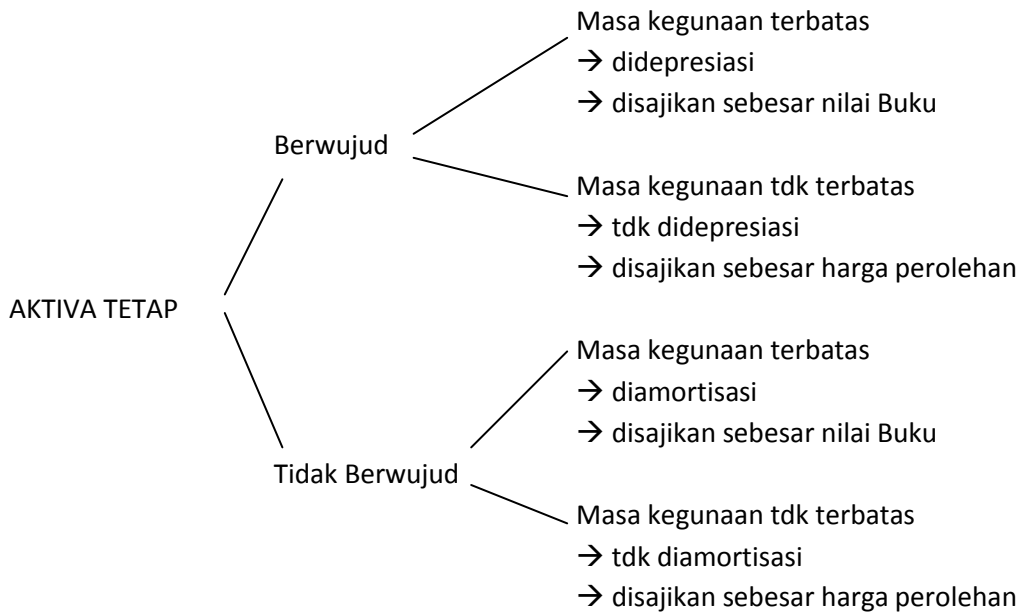 Masa kegunaan terbatas
→ didepresiasi
→ disajikan sebesar nilai Buku
Berwujud
Masa kegunaan tdk terbatas
→ tdk didepresiasi
→ disajikan sebesar harga perolehan
AKTIVA TETAP
Masa kegunaan terbatas
→ diamortisasi
→ disajikan sebesar nilai Buku
Tidak Berwujud
Masa kegunaan tdk terbatas
→ tdk diamortisasi
→ disajikan sebesar harga perolehan